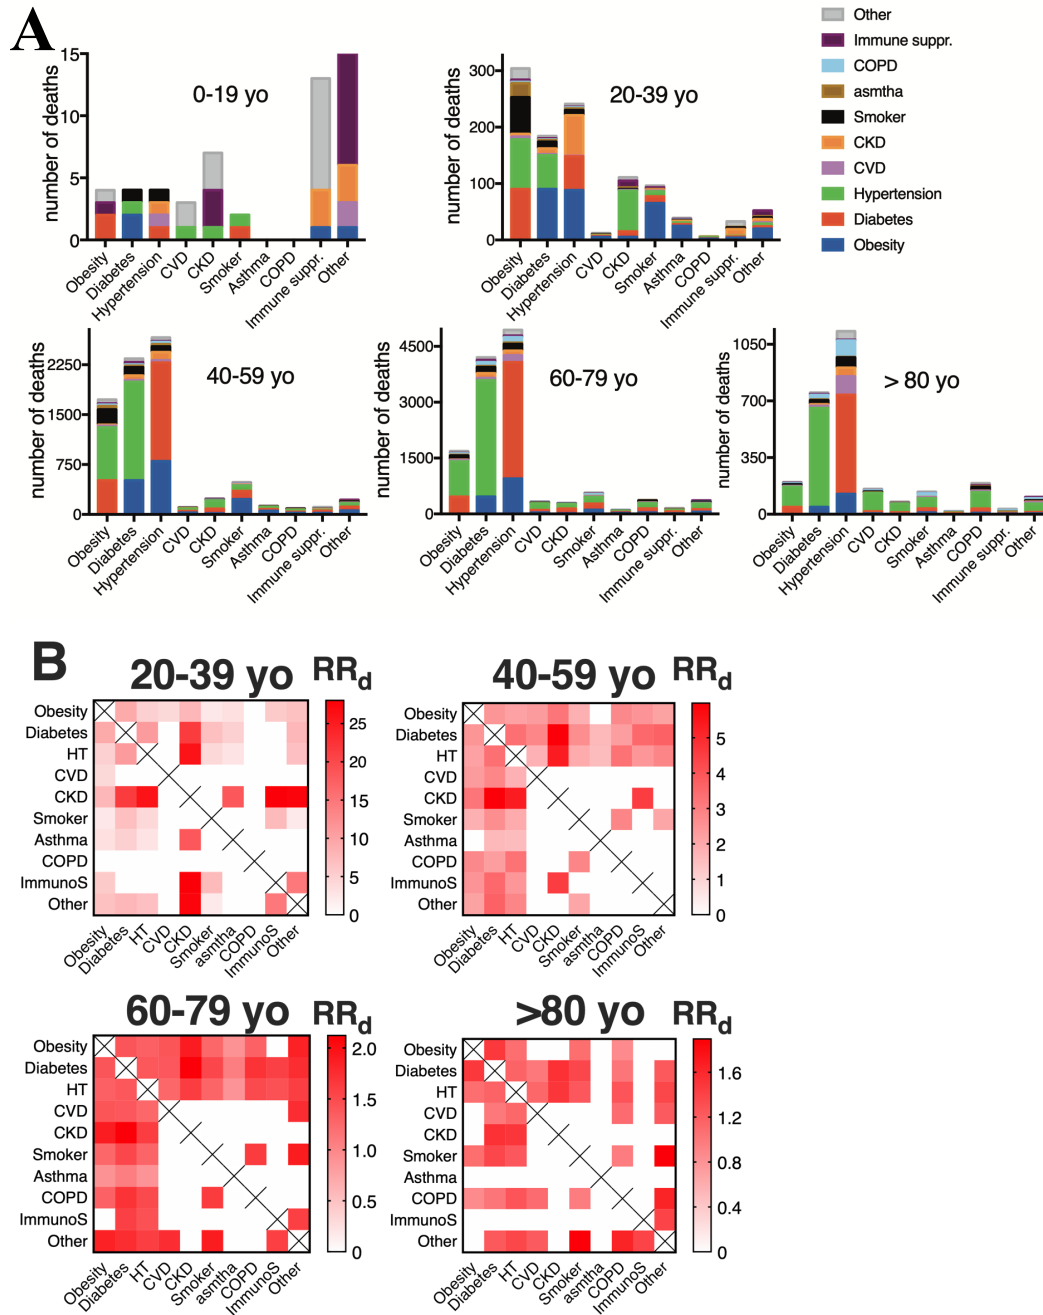 A
number of deaths
15
10
5
0
0-19 yo
Obesity
Diabetes
Hypertension
CVD
CKD
Smoker
Asthma
COPD
Immune suppr.
Other
number of deaths
300
200
100
0
20-39 yo
Obesity
Diabetes
Hypertension
CVD
CKD
Smoker
Asthma
COPD
Immune suppr.
Other
Other
Immune suppr.
COPD
asmtha
Smoker
CKD
CVD
Hypertension
Diabetes
Obesity
number of deaths
2250
1500
750
0
40-59 yo
Obesity
Diabetes
Hypertension
CVD
CKD
Smoker
Asthma
COPD
Immune suppr.
Other
number of deaths
4500
3000
1500
0
60-79 yo
Obesity
Diabetes
Hypertension
CVD
CKD
Smoker
Asthma
COPD
Immune suppr.
Other
number of deaths
1050
700
350
0
> 80 yo
Obesity
Diabetes
Hypertension
CVD
CKD
Smoker
Asthma
COPD
Immune suppr.
Other
B
20-39 yo RRd
Obesity
Diabetes
HT
CVD
CKD
Smoker
Asthma
COPD
ImmunoS
Other
25
20
15
10
5
0
Obesity
Diabetes
HT
CVD
CKD
Smoker
asmtha
COPD
ImmunoS
Other
40-59 yo RRd
Obesity
Diabetes
HT
CVD
CKD
Smoker
Asthma
COPD
ImmunoS
Other
5
4
3
2
1
0
Obesity
Diabetes
HT
CVD
CKD
Smoker
asmtha
COPD
ImmunoS
Other
60-79 yo RRd
Obesity
Diabetes
HT
CVD
CKD
Smoker
Asthma
COPD
ImmunoS
Other
2.0
1.5
1.0
0.5
0
Obesity
Diabetes
HT
CVD
CKD
Smoker
asmtha
COPD
ImmunoS
Other
>80 yo RRd
Obesity
Diabetes
HT
CVD
CKD
Smoker
Asthma
COPD
ImmunoS
Other
1.6
1.2
0.8
0.4
0
Obesity
Diabetes
HT
CVD
CKD
Smoker
asmtha
COPD
ImmunoS
Other